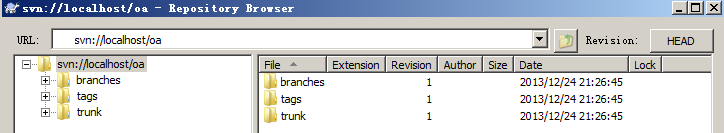 svn://localhost/oa - Repository Browser
URL: svn://localhost/oa Revision: HEAD
svn://localhost/oa
branches
tags
trunk
File Extension Revision Author Size Date Lock
branches 1 2013/12/24 21:26:45
tags 1 2013/12/24 21:26:45
trunk 1 2013/12/24 21:26:45